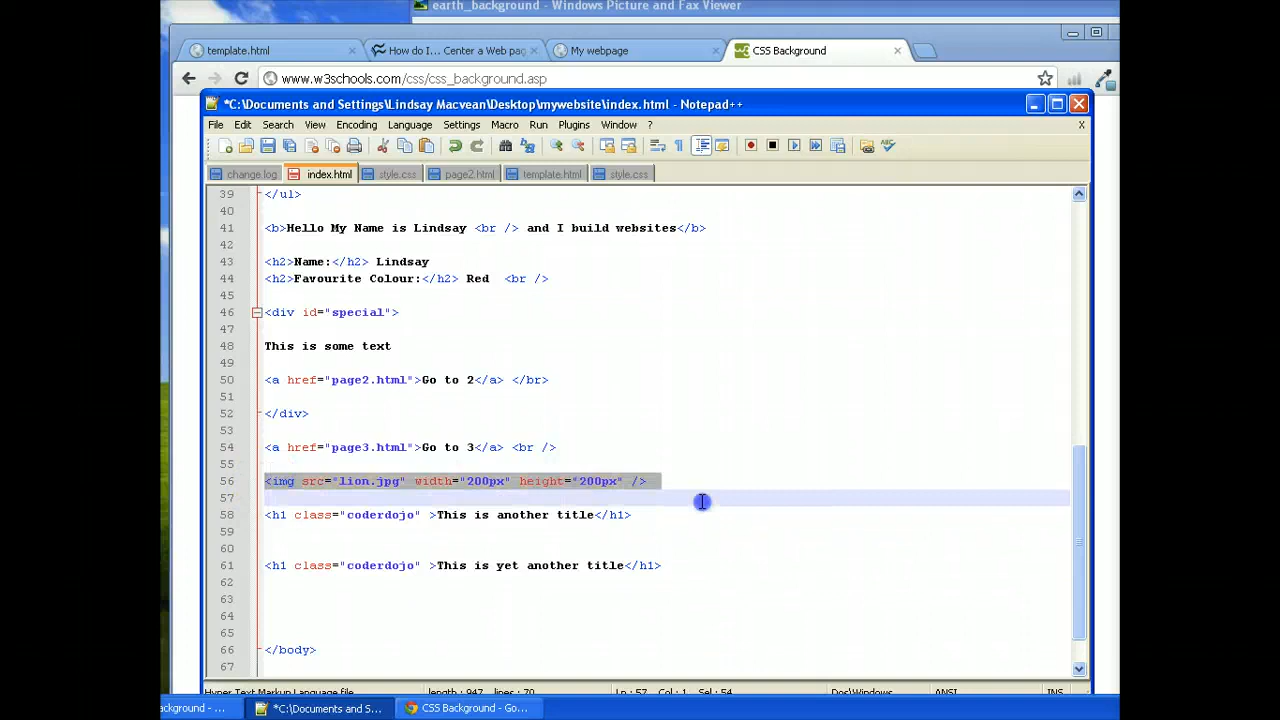 earth_background - Windows Picture and Fax Viewer
template.html
How do I... Center a Web pag
My webpage
CSS Background
www.w3schools.com/css/css_background.asp
*C:\Documents and Settings\Lindsay Macvean\Desktop\mywebsite\index.html - Notepad++
File Edit Search View Encoding Language Settings Macro Run Plugins Window ? X
change.log index.html style.css page2.html template.html style.css
39 </ul>
40
41 <b>Hello My Name is Lindsay <br /> and I build websites</b>
42
43 <h2>Name:</h2> Lindsay
44 <h2>Favourite Colour:</h2> Red <br />
45
46 <div id="special">
47
48 This is some text
49
50 <a href="page2.html">Go to 2</a> </br>
51
52 </div>
53
54 <a href="page3.html">Go to 3</a> <br />
55
56 <img src="lion.jpg" width="200px" height="200px" />
57
58 <h1 class="coderdojo" >This is another title</h1>
59
60
61 <h1 class="coderdojo" >This is yet another title</h1>
62
63
64
65
66 </body>
67
Hyper Text Markup Language file length : 947 lines : 70 Ln : 57 Col : 1 Sel : 54 Dos\Windows ANSI INS
ackground - ... *C:\Documents and S... CSS Background - Go...